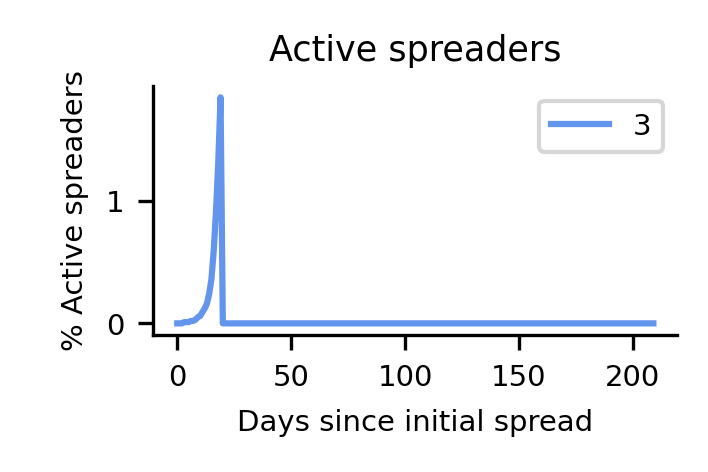 Active spreaders
3
% Active spreaders
1
0
0 50 100 150 200
Days since initial spread